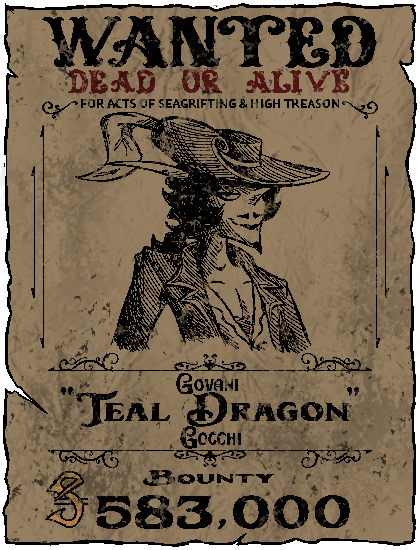 WANTED
DEAD OR ALIVE
FOR ACTS OF SEAGRIFTING & HIGH TREASON
GOVANI
"TEAL DRAGON"
GOCCHI
BOUNTY
583,000